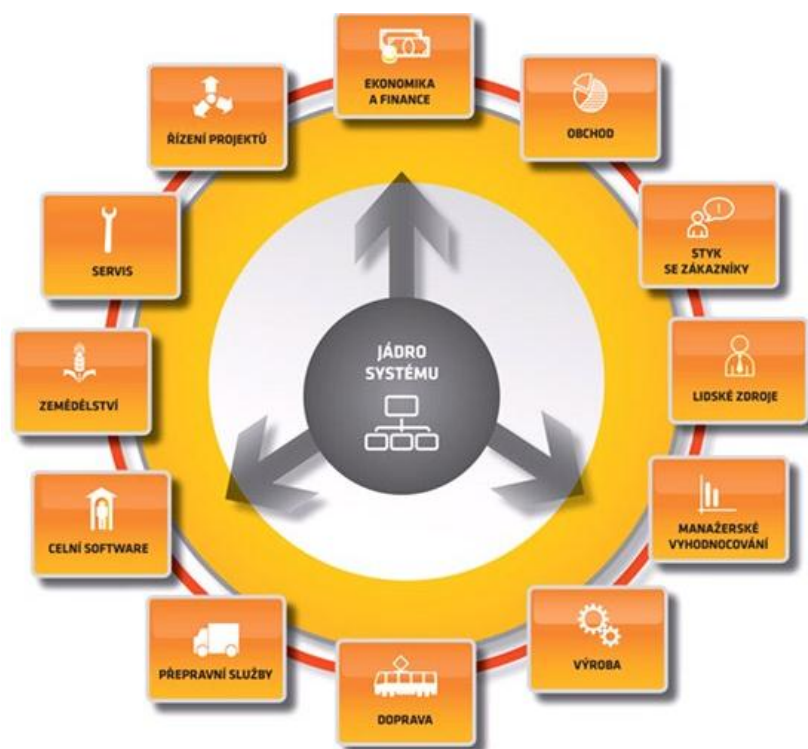 EKONOMIKA
A FINANCE
OBCHOD
STYK
SE ZÁKAZNÍKY
LIDSKÉ ZDROJE
MANAŽERSKÉ
VYHODNOCOVÁNÍ
VÝROBA
DOPRAVA
PŘEPRAVNÍ SLUŽBY
CELNÍ SOFTWARE
ZEMĚDĚLSTVÍ
SERVIS
ŘÍZENÍ PROJEKTŮ
JÁDRO
SYSTÉMU